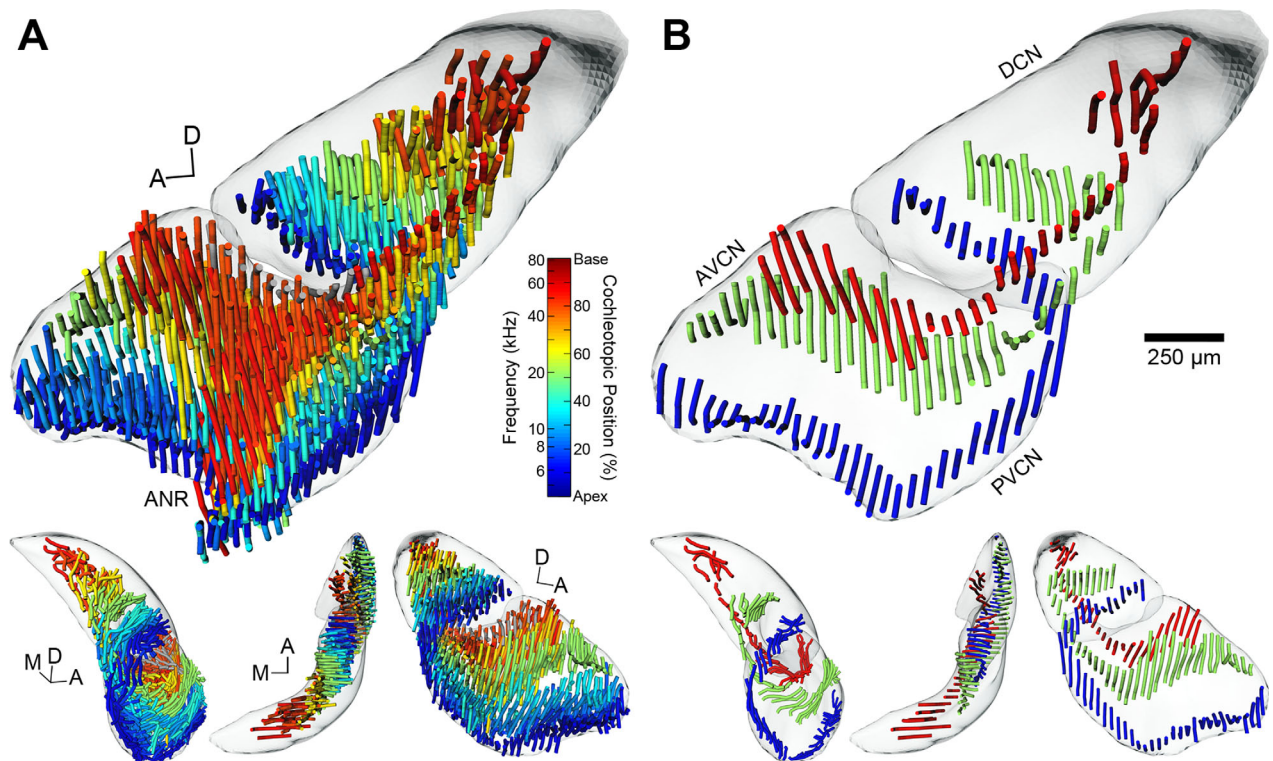 A
B
DCN
D
A
AVCN
250 µm
PVCN
ANR
Frequency (kHz)
80
60
40
20
10
8
6
Base
80
60
40
20
Apex
Cochleotopic Position (%)
D
A
M
D
A
A
M